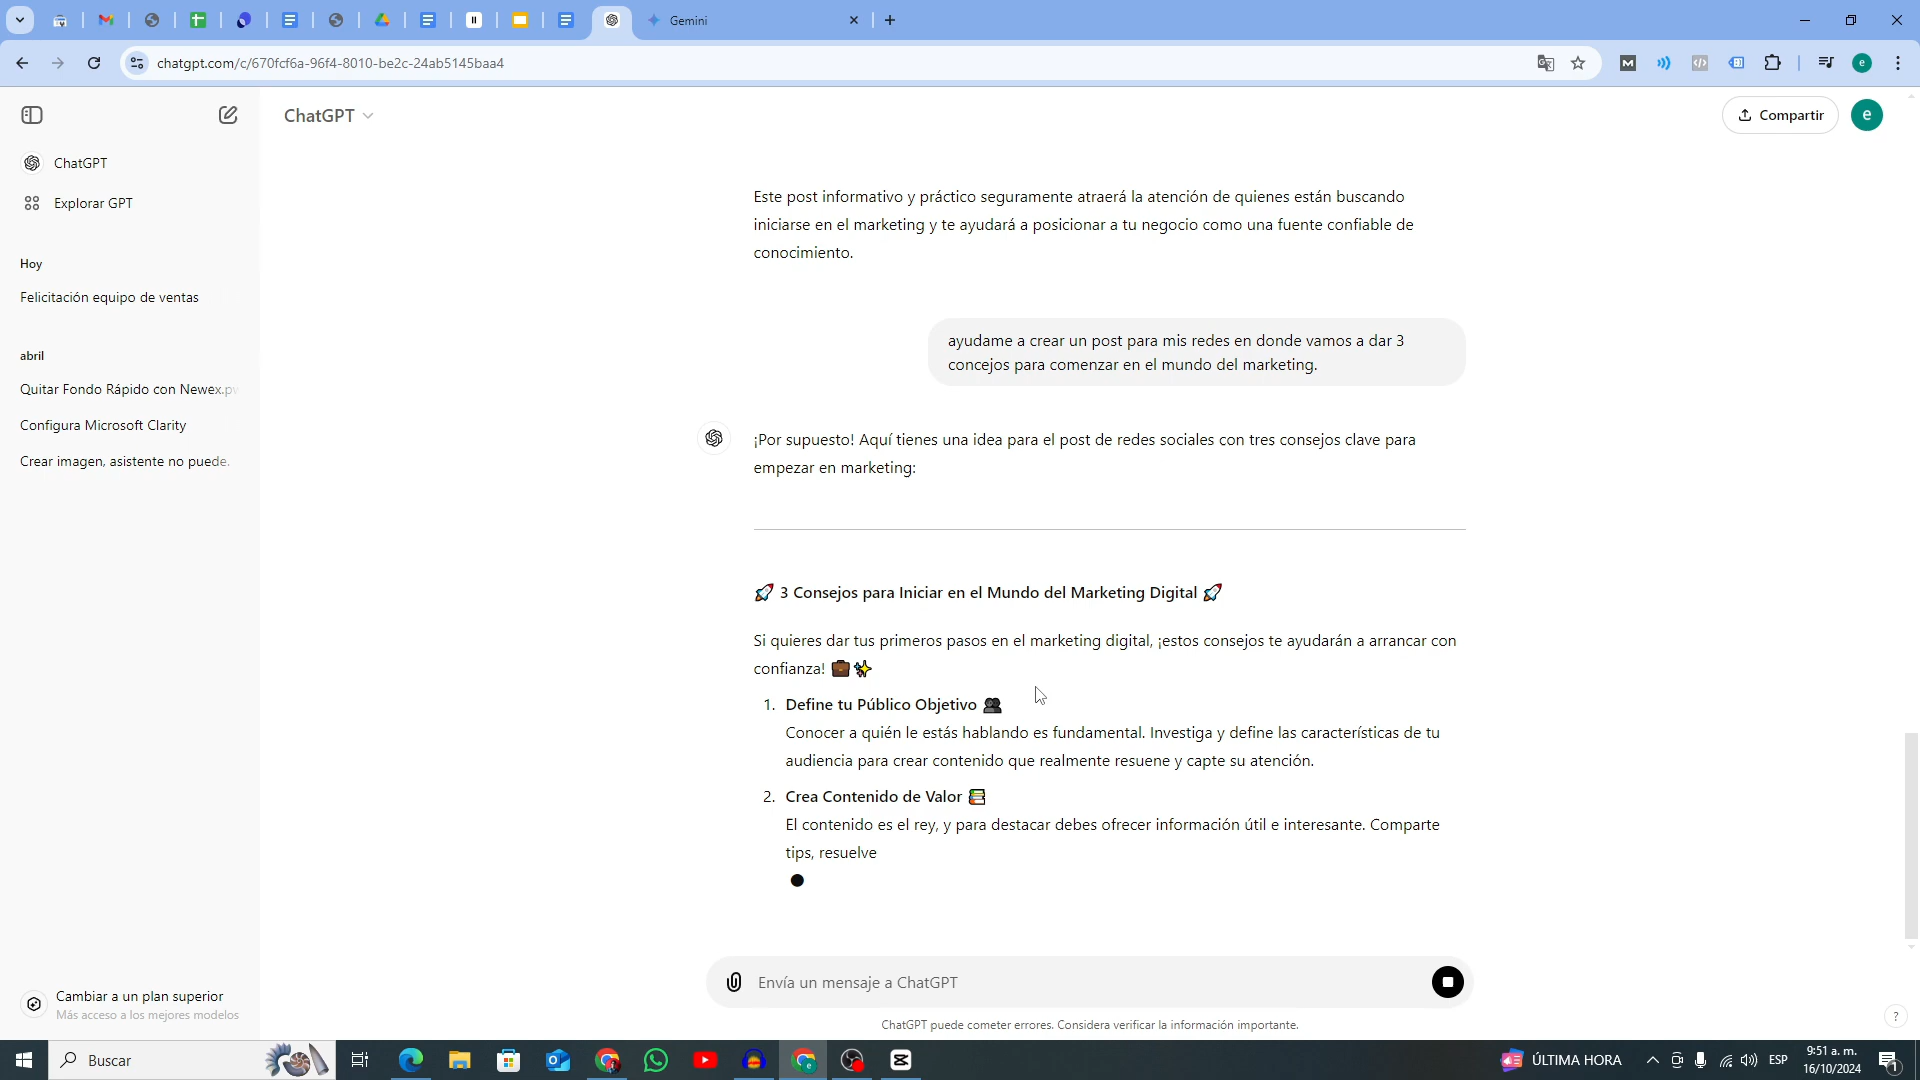 Gemini
chatgpt.com/c/670fcf6a-96f4-8010-be2c-24ab5145baa4
ChatGPT
Compartir
e
e
ChatGPT
Explorar GPT
Hoy
Felicitación equipo de ventas
abril
Quitar Fondo Rápido con Newex.pw
Configura Microsoft Clarity
Crear imagen, asistente no puede.
Este post informativo y práctico seguramente atraerá la atención de quienes están buscando
iniciarse en el marketing y te ayudará a posicionar a tu negocio como una fuente confiable de
conocimiento.
ayudame a crear un post para mis redes en donde vamos a dar 3
concejos para comenzar en el mundo del marketing.
¡Por supuesto! Aquí tienes una idea para el post de redes sociales con tres consejos clave para
empezar en marketing:
🚀 3 Consejos para Iniciar en el Mundo del Marketing Digital 🚀
Si quieres dar tus primeros pasos en el marketing digital, ¡estos consejos te ayudarán a arrancar con
confianza! 💼✨
1. Define tu Público Objetivo 👥
Conocer a quién le estás hablando es fundamental. Investiga y define las características de tu
audiencia para crear contenido que realmente resuene y capte su atención.
2. Crea Contenido de Valor 📚
El contenido es el rey, y para destacar debes ofrecer información útil e interesante. Comparte
tips, resuelve
Envía un mensaje a ChatGPT
ChatGPT puede cometer errores. Considera verificar la información importante.
Cambiar a un plan superior
Más acceso a los mejores modelos
?
Buscar
ÚLTIMA HORA
ESP
9:51 a. m.
16/10/2024
1